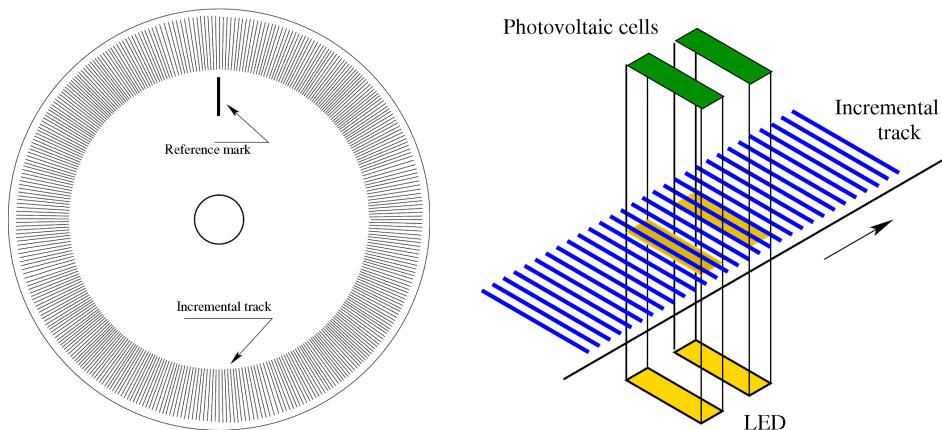 Reference mark
Incremental track
Photovoltaic cells
Incremental
track
LED